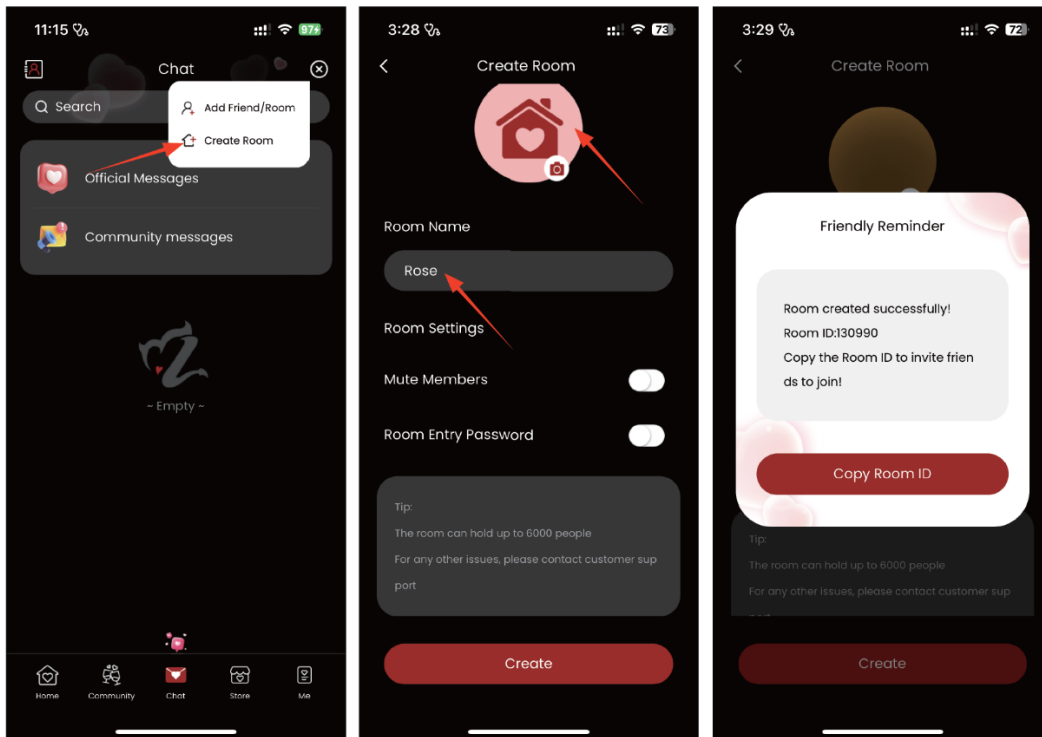 11:15
97
Chat
Search
Add Friend/Room
Create Room
Official Messages
Community messages
~ Empty ~
Home
Community
Chat
Store
Me
3:28
73
Create Room
Room Name
Rose
Room Settings
Mute Members
Room Entry Password
Tip:
The room can hold up to 6000 people
For any other issues, please contact customer sup
port
Create
3:29
72
Create Room
Friendly Reminder
Room created successfully!
Room ID:130990
Copy the Room ID to invite frien
ds to join!
Copy Room ID
Tip:
The room can hold up to 6000 people
For any other issues, please contact customer sup
Create